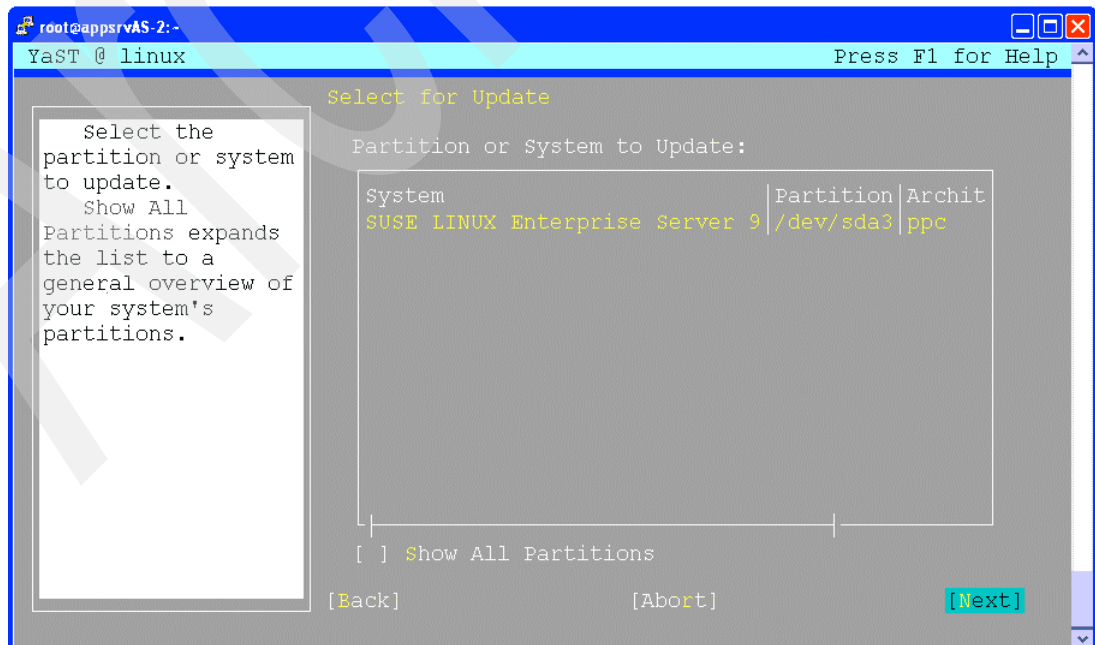 root@appsrvAS-2:~
YaST @ linux Press F1 for Help
Select for Update
Select the
partition or system
to update.
Show All
Partitions expands
the list to a
general overview of
your system's
partitions.
Partition or System to Update:
System |Partition|Archit
SUSE LINUX Enterprise Server 9|/dev/sda3|ppc
[ ] Show All Partitions
[Back] [Abort] [Next]